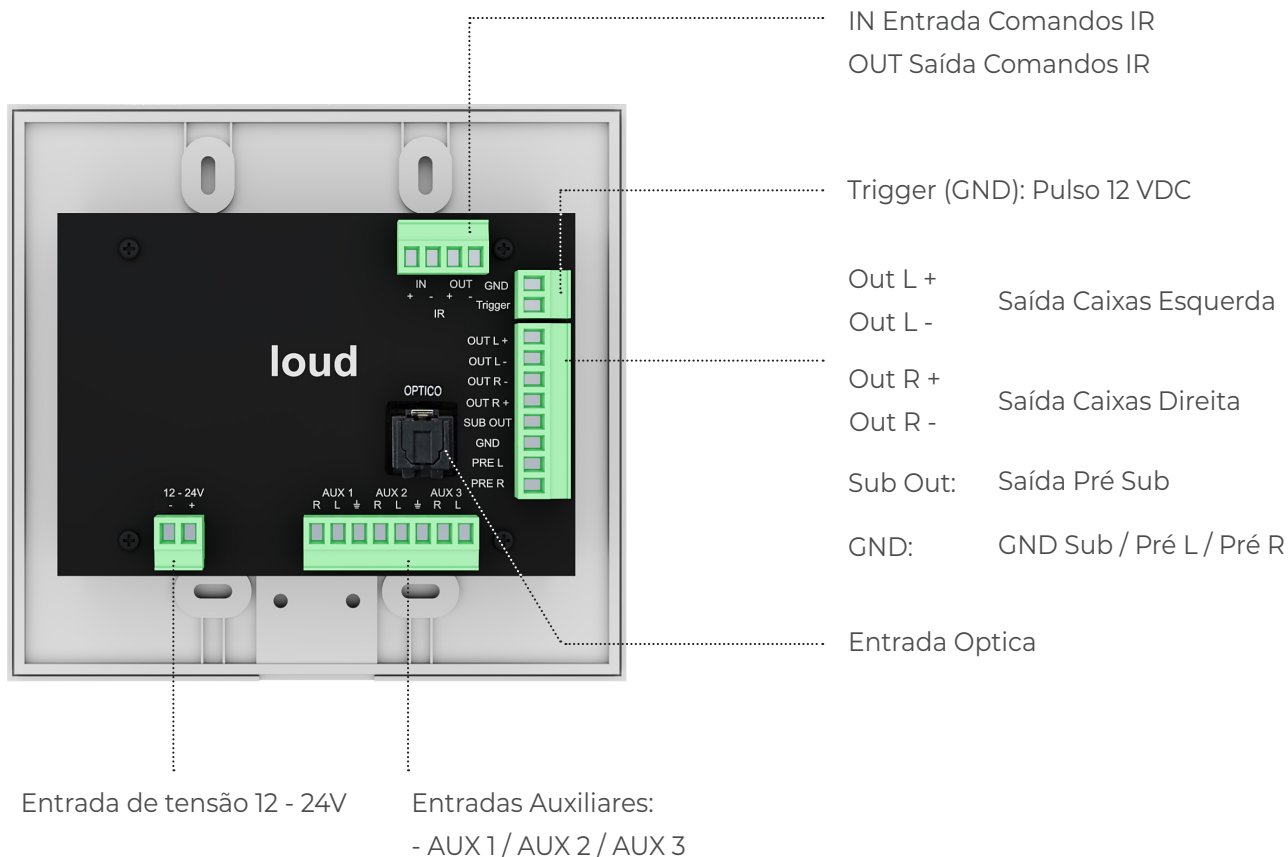 IN Entrada Comandos IR
OUT Saída Comandos IR
Trigger (GND): Pulso 12 VDC
Out L +
Out L -
Saída Caixas Esquerda
Out R +
Out R -
Saída Caixas Direita
Sub Out: Saída Pré Sub
GND: GND Sub / Pré L / Pré R
Entrada Optica
IN OUT
+ - + -
IR
GND
Trigger
OUT L +
OUT L -
OUT R -
OUT R +
SUB OUT
GND
PRE L
PRE R
loud
OPTICO
12 - 24V
- +
AUX 1 AUX 2 AUX 3
R L ⏚ R L ⏚ R L
Entrada de tensão 12 - 24V
Entradas Auxiliares:
- AUX 1 / AUX 2 / AUX 3